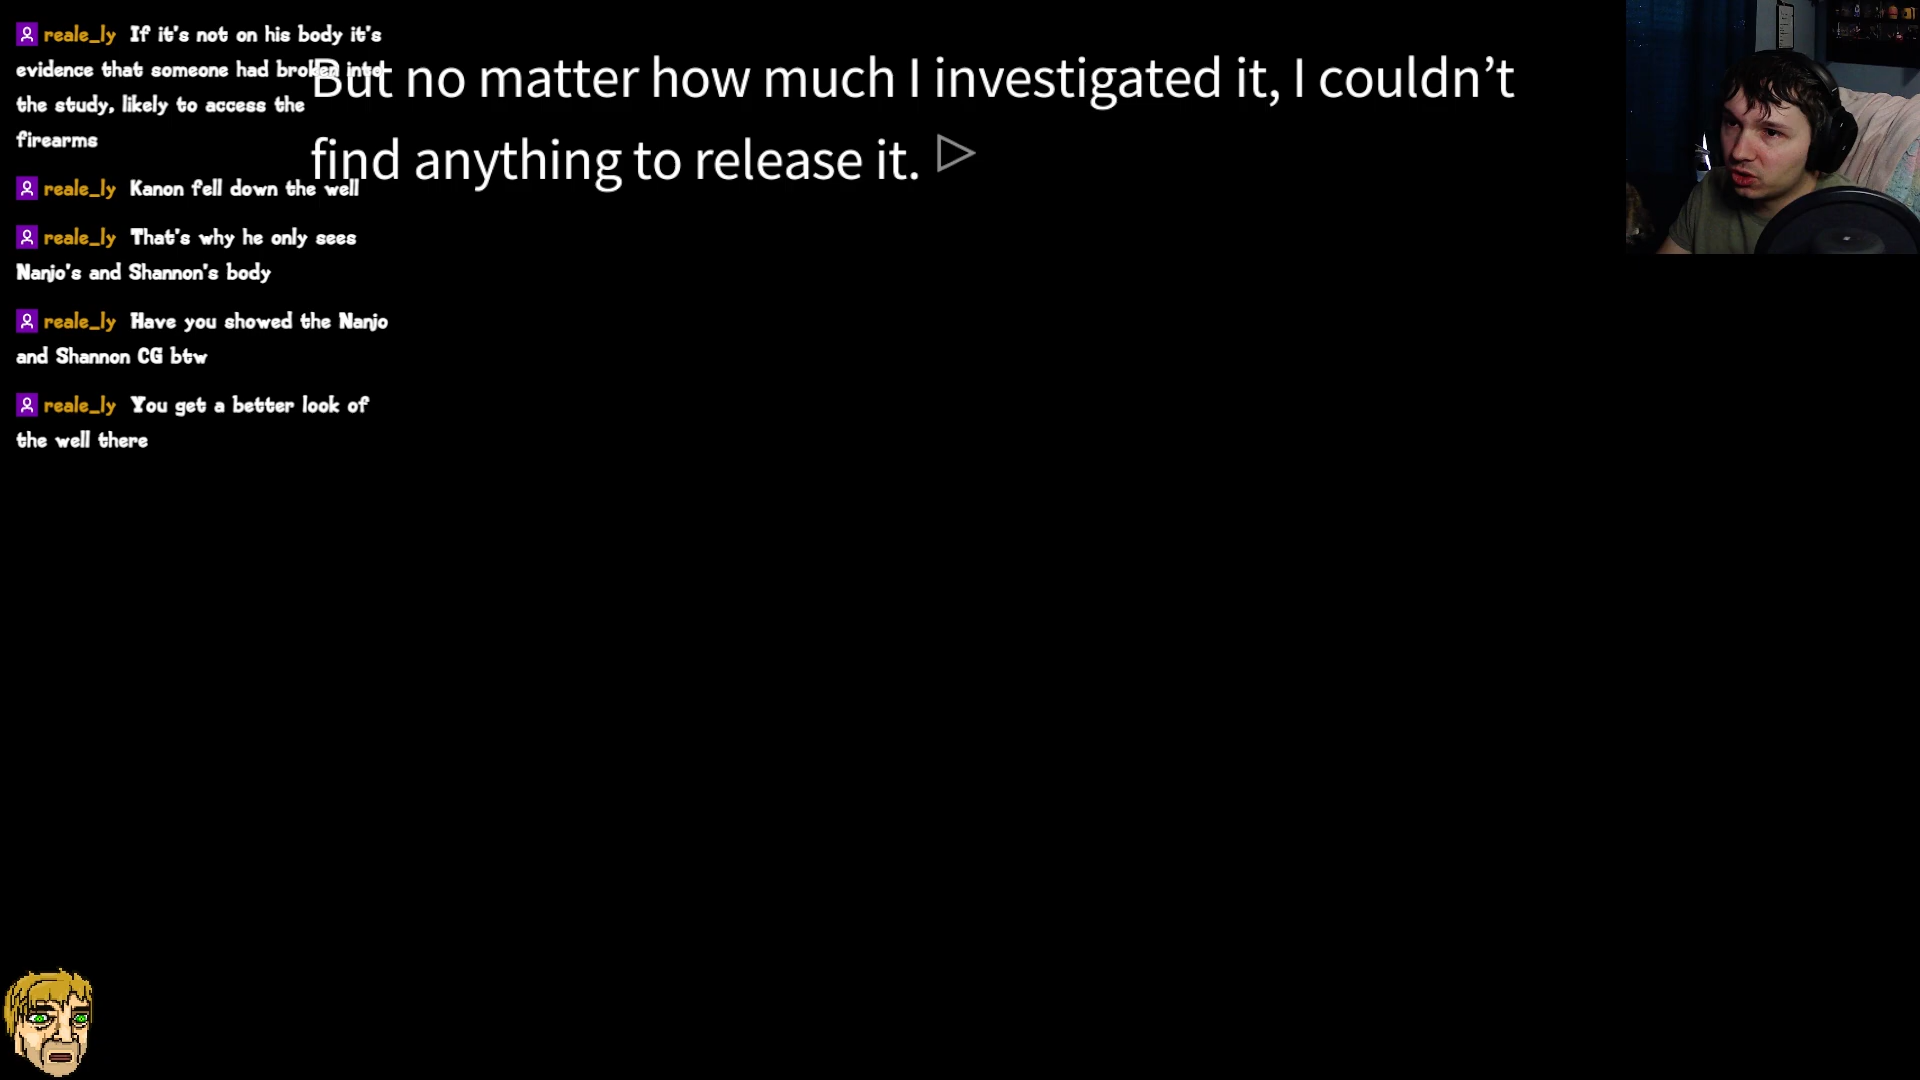 reale_ly If it's not on his body it's
evidence that someone had broken into
the study, likely to access the
firearms
reale_ly Kanon fell down the well
reale_ly That's why he only sees
Nanjo's and Shannon's body
reale_ly Have you showed the Nanjo
and Shannon CG btw
reale_ly You get a better look of
the well there
But no matter how much I investigated it, I couldn’t
find anything to release it.